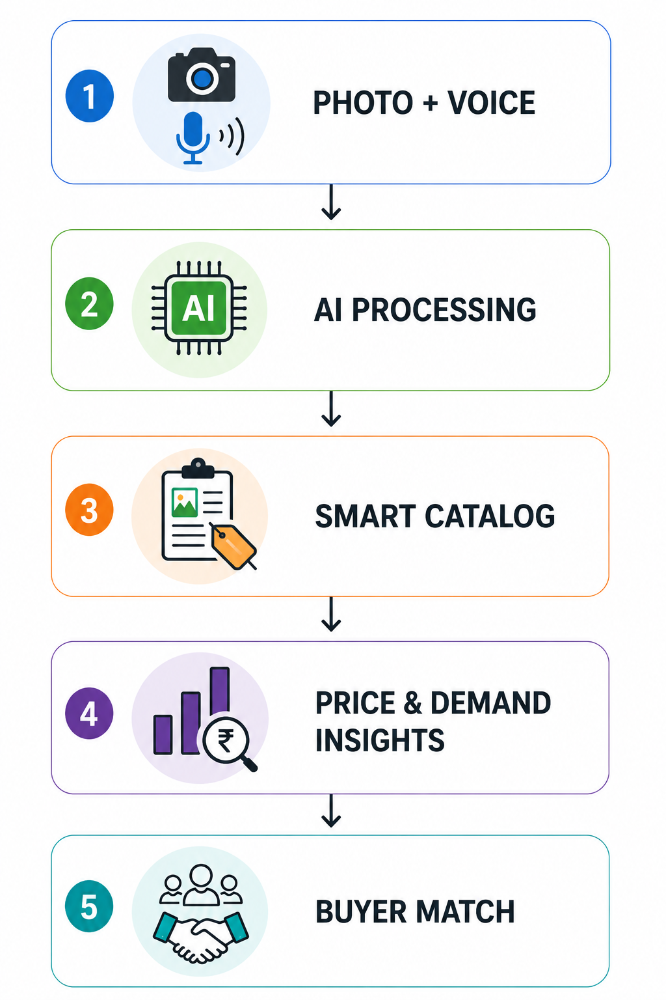 1
PHOTO + VOICE
2
AI
AI PROCESSING
3
SMART CATALOG
4
₹
PRICE & DEMAND
INSIGHTS
5
BUYER MATCH